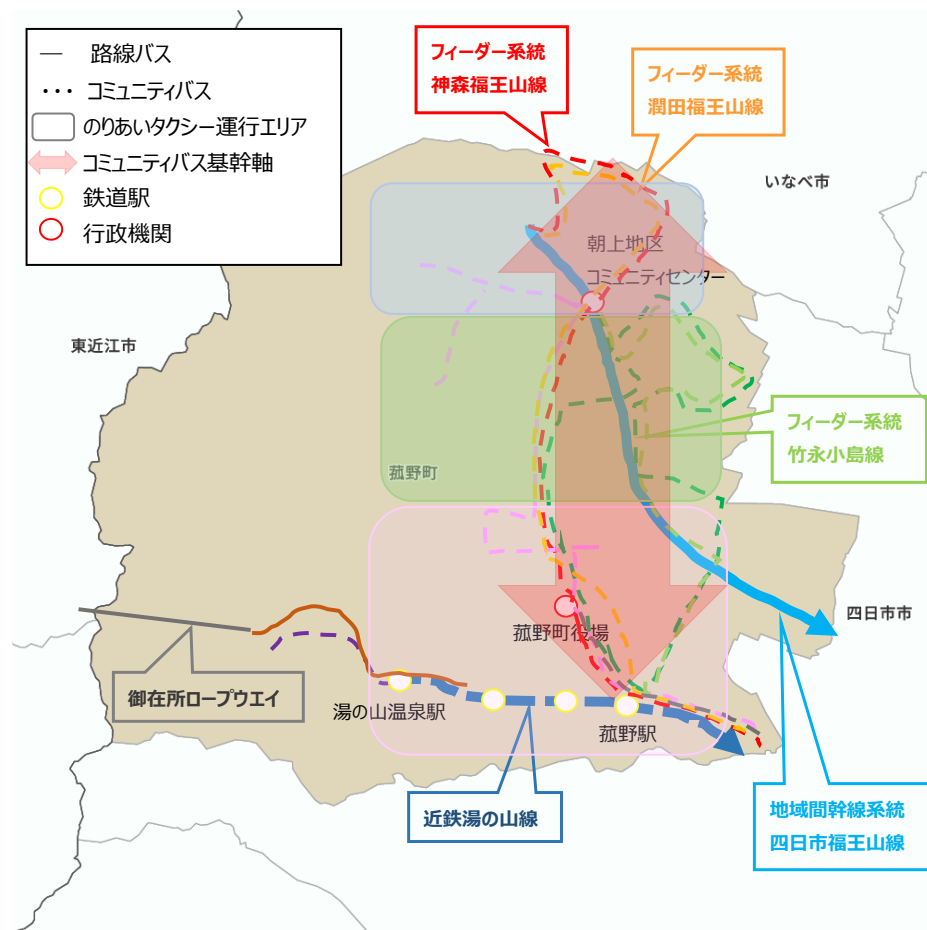 路線バス
コミュニティバス
のりあいタクシー運行エリア
コミュニティバス基幹軸
鉄道駅
行政機関
フィーダー系統
神森福王山線
フィーダー系統
潤田福王山線
いなべ市
朝上地区
コミュニティセンター
東近江市
フィーダー系統
竹永小島線
菰野町
四日市市
菰野町役場
御在所ロープウエイ
湯の山温泉駅
菰野駅
近鉄湯の山線
地域間幹線系統
四日市福王山線